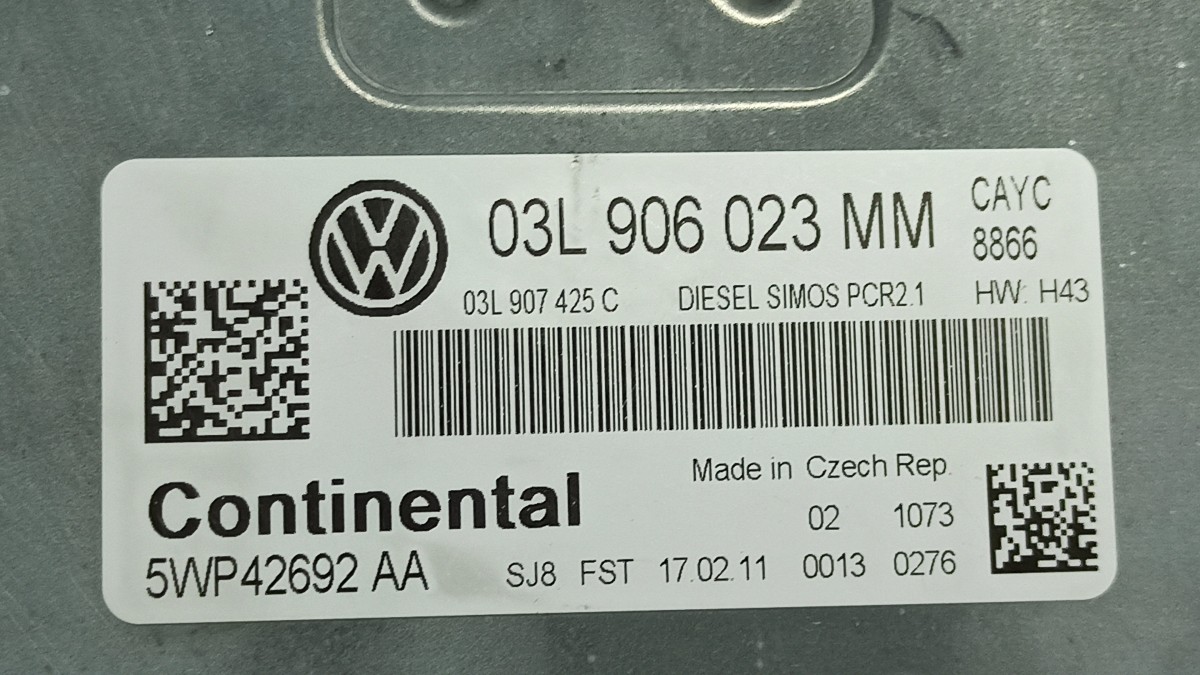 03L 906 023 MM
CAYC
8866
03L 907 425 C DIESEL SIMOS PCR2.1 HW: H43
Made in Czech Rep.
Continental
02 1073
5WP42692 AA
SJ8 FST 17.02.11 0013 0276